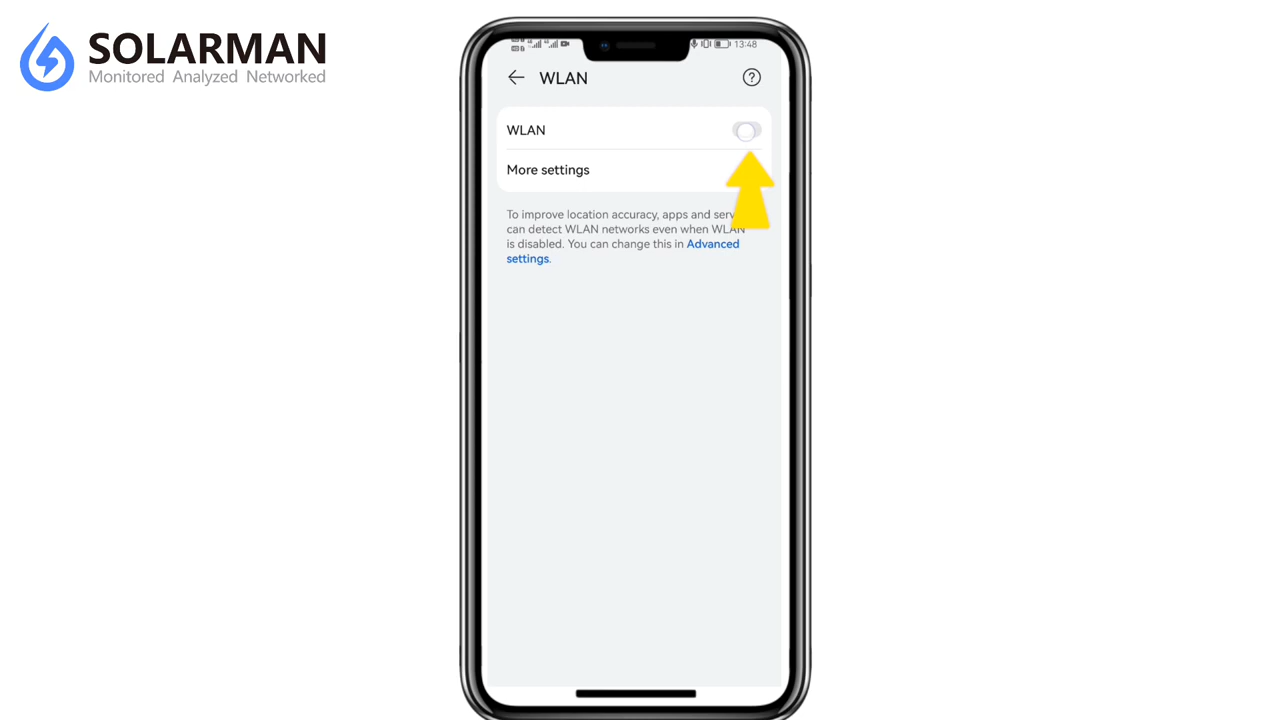 SOLARMAN
Monitored Analyzed Networked
13:48
WLAN
WLAN
More settings
To improve location accuracy, apps and serv
can detect WLAN networks even when WLAN
is disabled. You can change this in Advanced
settings.